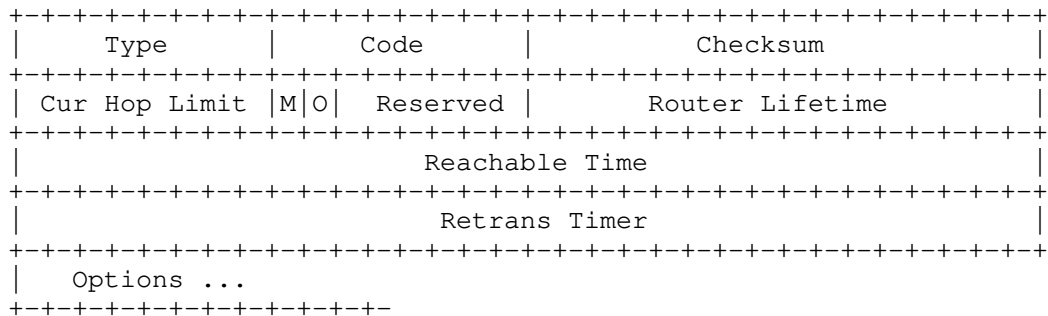 +-+-+-+-+-+-+-+-+-+-+-+-+-+-+-+-+-+-+-+-+-+-+-+-+-+-+-+-+-+-+-+-+
|     Type      |     Code      |          Checksum             |
+-+-+-+-+-+-+-+-+-+-+-+-+-+-+-+-+-+-+-+-+-+-+-+-+-+-+-+-+-+-+-+-+
| Cur Hop Limit |M|O|  Reserved |       Router Lifetime         |
+-+-+-+-+-+-+-+-+-+-+-+-+-+-+-+-+-+-+-+-+-+-+-+-+-+-+-+-+-+-+-+-+
|                         Reachable Time                        |
+-+-+-+-+-+-+-+-+-+-+-+-+-+-+-+-+-+-+-+-+-+-+-+-+-+-+-+-+-+-+-+-+
|                          Retrans Timer                        |
+-+-+-+-+-+-+-+-+-+-+-+-+-+-+-+-+-+-+-+-+-+-+-+-+-+-+-+-+-+-+-+-+
|   Options ...
+-+-+-+-+-+-+-+-+-+-+-+-